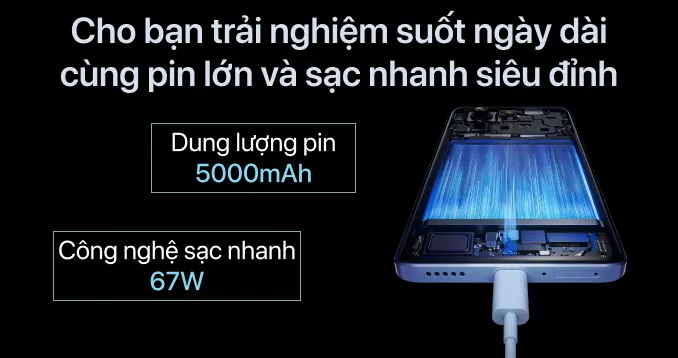 Cho bạn trải nghiệm suốt ngày dài
cùng pin lớn và sạc nhanh siêu đỉnh
Dung lượng pin
5000mAh
Công nghệ sạc nhanh
67W